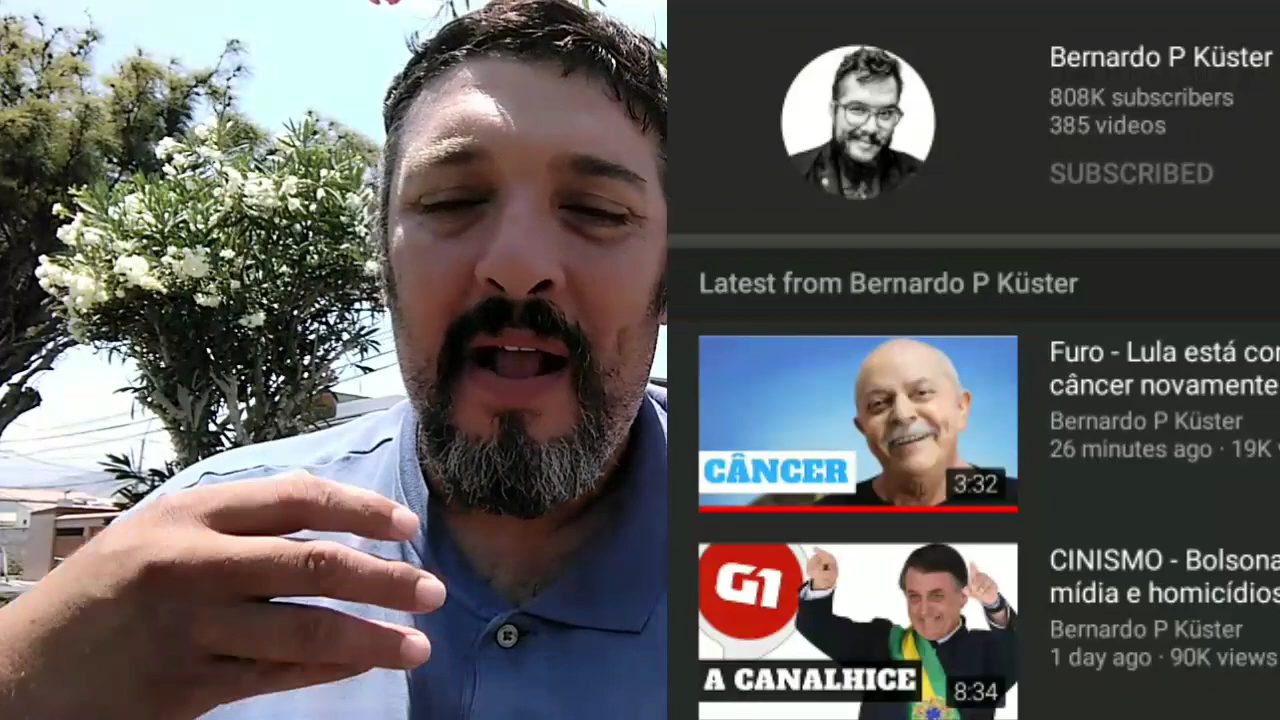 Bernardo P Küster
808K subscribers
385 videos
SUBSCRIBED
Latest from Bernardo P Küster
Furo - Lula está
câncer novamente
Bernardo P Küster
26 minutes ago · 19K
CÂNCER
3:32
CINISMO -
mídia e homicídios
Bernardo P Küster
1 day ago · 90K views
G1
A CANALHICE
8:34